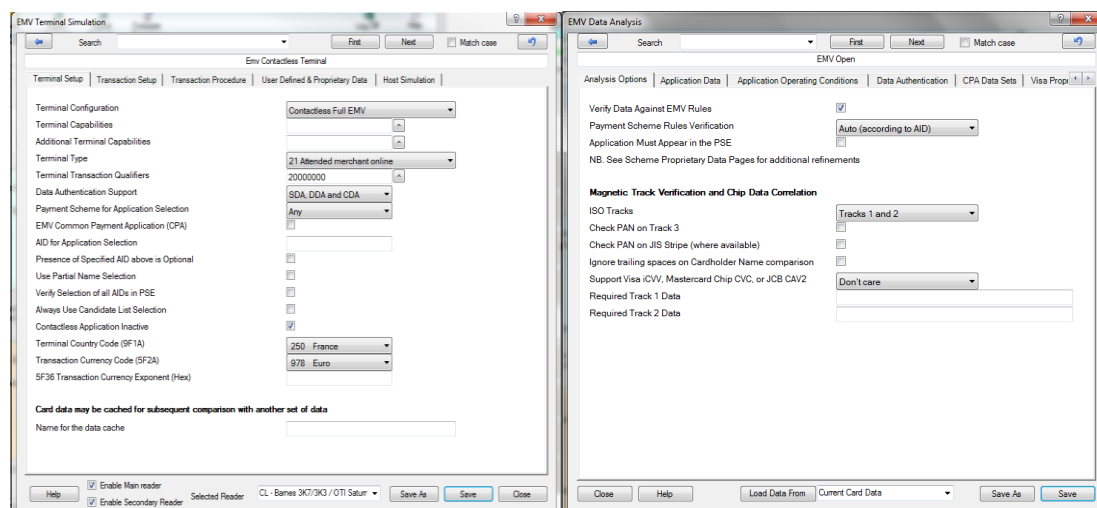 EMV Terminal Simulation
Search
First
Next
Match case
Emv Contactless Terminal
Terminal Setup
Transaction Setup
Transaction Procedure
User Defined & Proprietary Data
Host Simulation
Terminal Configuration
Contactless Full EMV
Terminal Capabilities
Additional Terminal Capabilities
Terminal Type
21 Attended merchant online
Terminal Transaction Qualifiers
20000000
Data Authentication Support
SDA, DDA and CDA
Payment Scheme for Application Selection
Any
EMV Common Payment Application (CPA)
AID for Application Selection
Presence of Specified AID above is Optional
Use Partial Name Selection
Verify Selection of all AIDs in PSE
Always Use Candidate List Selection
Contactless Application Inactive
Terminal Country Code (9F1A)
250 France
Transaction Currency Code (5F2A)
978 Euro
5F36 Transaction Currency Exponent (Hex)
Card data may be cached for subsequent comparison with another set of data
Name for the data cache
Help
Enable Main reader
Enable Secondary Reader
Selected Reader
CL - Barnes 3K7/3K3 / OTI Saturn
Save As
Save
Close
EMV Data Analysis
Search
First
Next
Match case
EMV Open
Analysis Options
Application Data
Application Operating Conditions
Data Authentication
CPA Data Sets
Visa Propr
Verify Data Against EMV Rules
Payment Scheme Rules Verification
Auto (according to AID)
Application Must Appear in the PSE
NB. See Scheme Proprietary Data Pages for additional refinements
Magnetic Track Verification and Chip Data Correlation
ISO Tracks
Tracks 1 and 2
Check PAN on Track 3
Check PAN on JIS Stripe (where available)
Ignore trailing spaces on Cardholder Name comparison
Support Visa iCVV, Mastercard Chip CVC, or JCB CAV2
Don't care
Required Track 1 Data
Required Track 2 Data
Close
Help
Load Data From
Current Card Data
Save As
Save